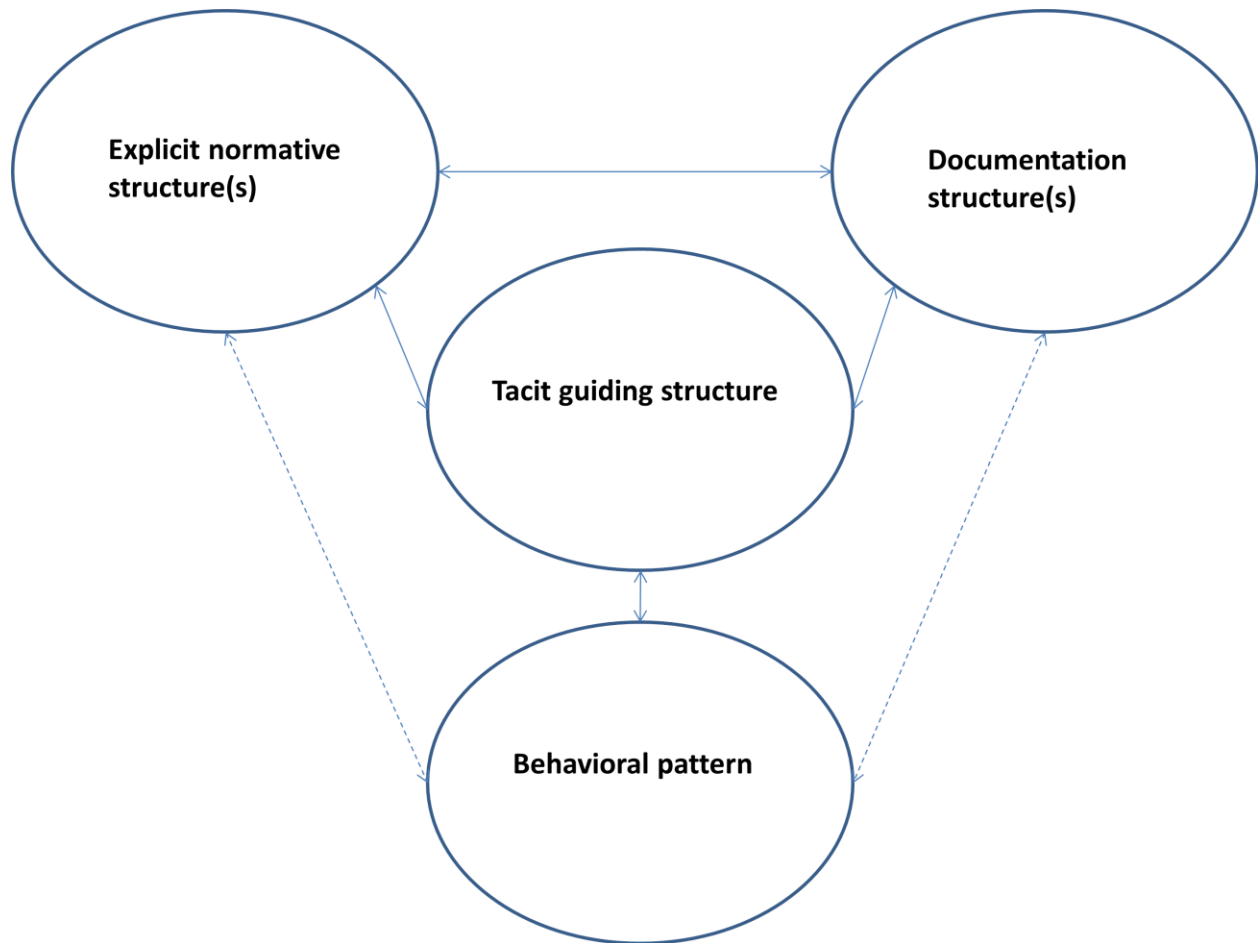 Explicit normative
structure(s)
Documentation
structure(s)
Tacit guiding structure
Behavioral pattern